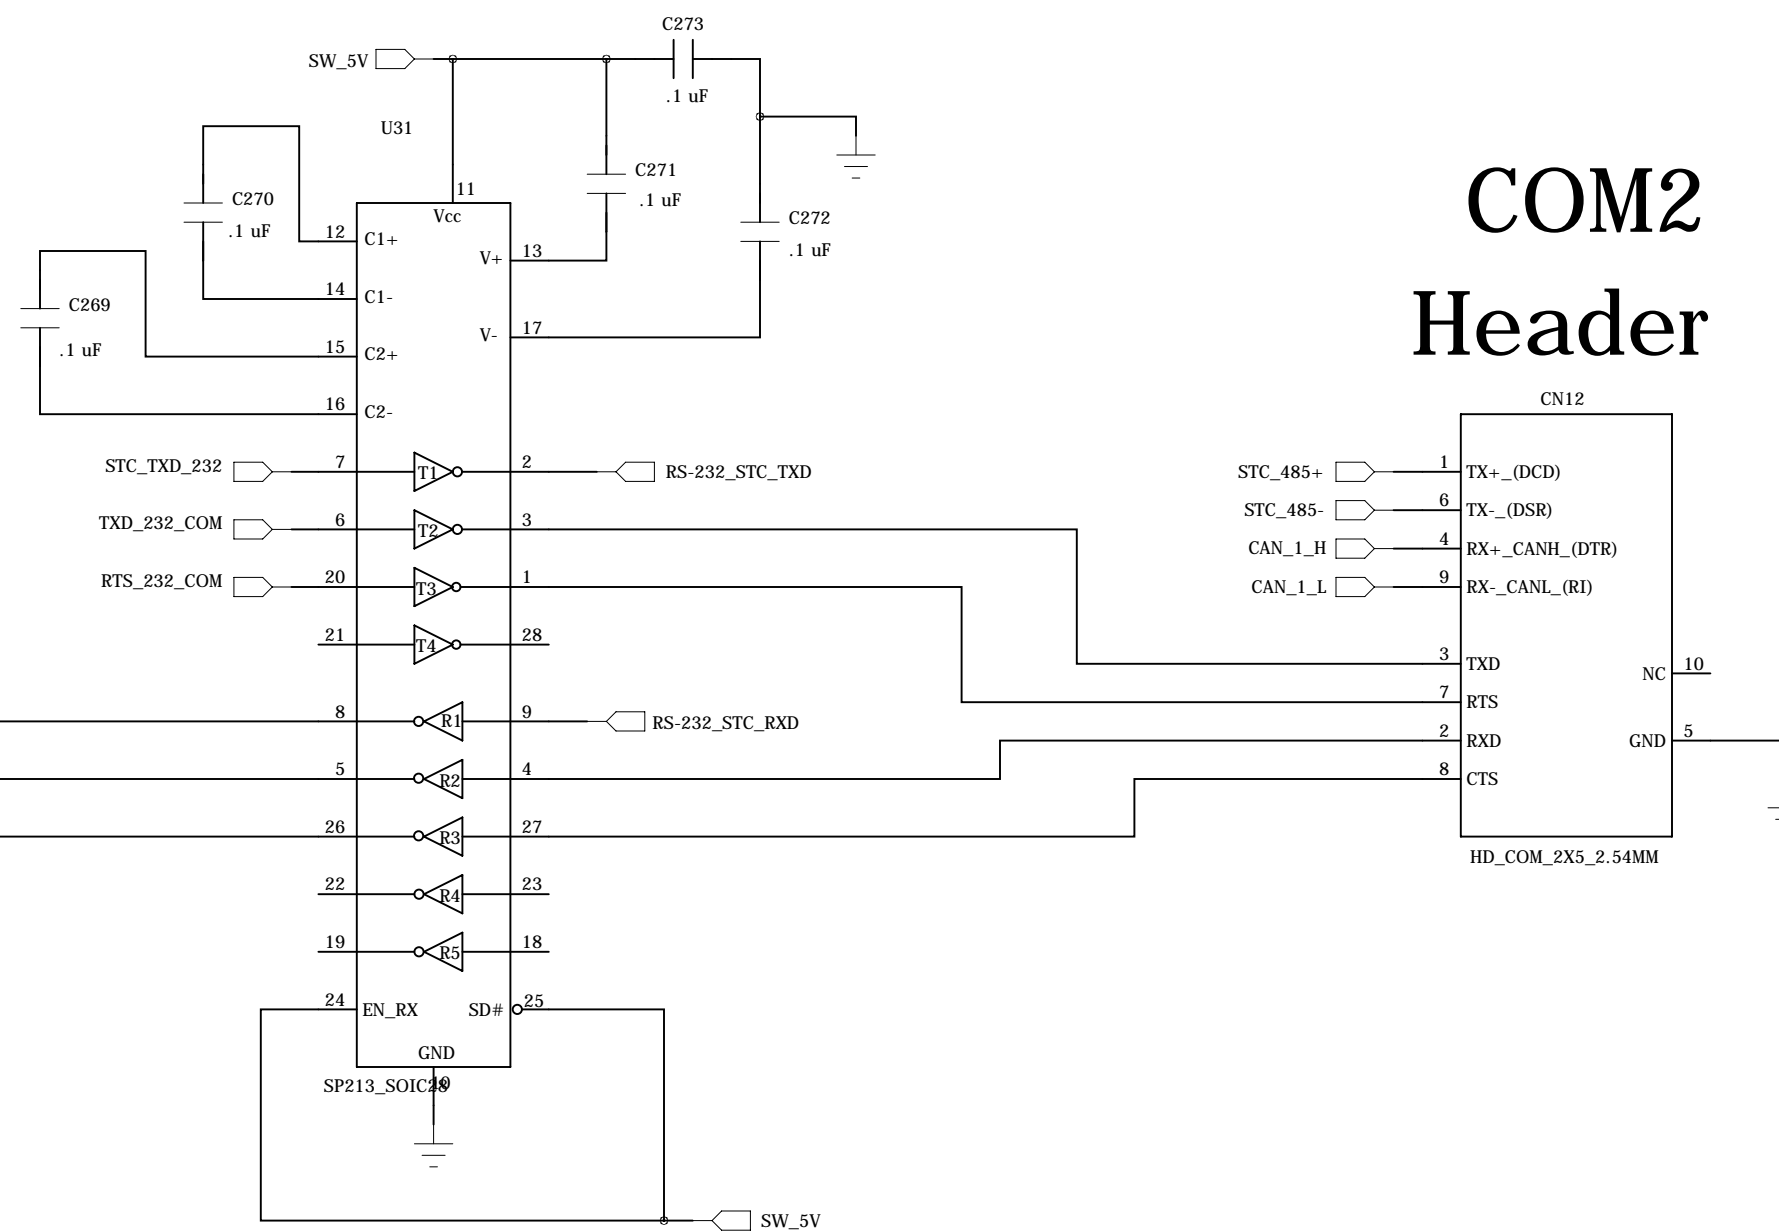 C273
SW_5V
.1 uF
U31
C271
.1 uF
C270
.1 uF
C272
.1 uF
C269
.1 uF
11
Vcc
12 C1+
V+ 13
14 C1-
V- 17
15 C2+
16 C2-
STC_TXD_232 7 T1 2 RS-232_STC_TXD
TXD_232_COM 6 T2 3
RTS_232_COM 20 T3 1
21 T4 28
8 R1 9 RS-232_STC_RXD
5 R2 4
26 R3 27
22 R4 23
19 R5 18
24 EN_RX SD# 25
GND
SP213_SOIC28
10
SW_5V
COM2
Header
CN12
STC_485+ 1 TX+_(DCD)
STC_485- 6 TX-_(DSR)
CAN_1_H 4 RX+_CANH_(DTR)
CAN_1_L 9 RX-_CANL_(RI)
3 TXD
NC 10
7 RTS
2 RXD
GND 5
8 CTS
HD_COM_2X5_2.54MM